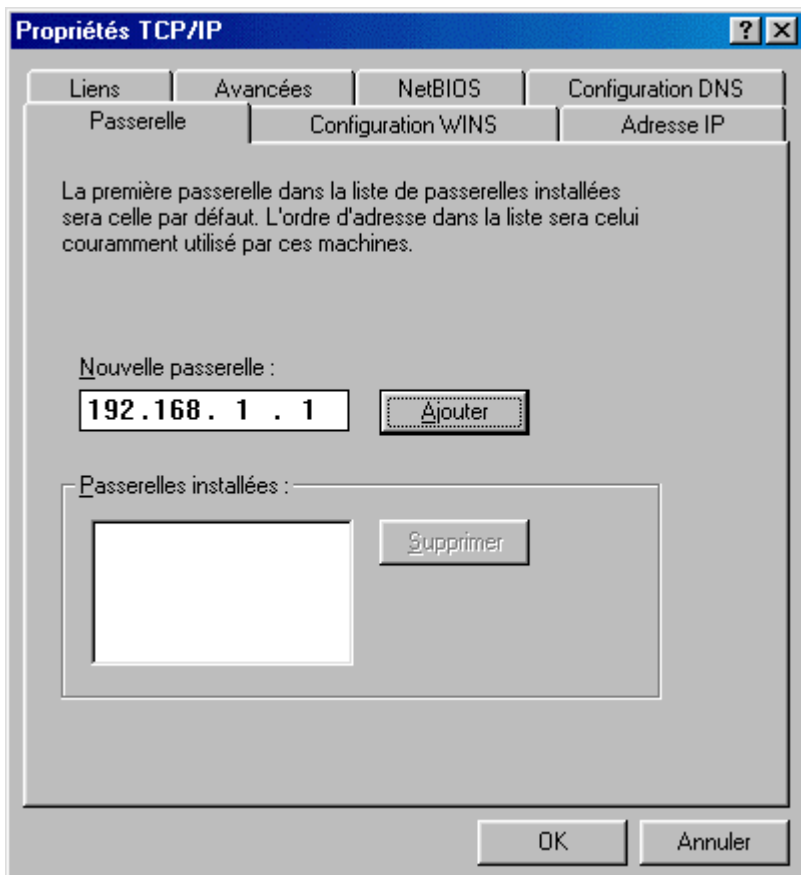 Propriétés TCP/IP
Liens Avancées NetBIOS Configuration DNS
Passerelle Configuration WINS Adresse IP
La première passerelle dans la liste de passerelles installées
sera celle par défaut. L'ordre d'adresse dans la liste sera celui
couramment utilisé par ces machines.
Nouvelle passerelle :
192.168. 1 . 1 Ajouter
Passerelles installées :
Supprimer
OK Annuler